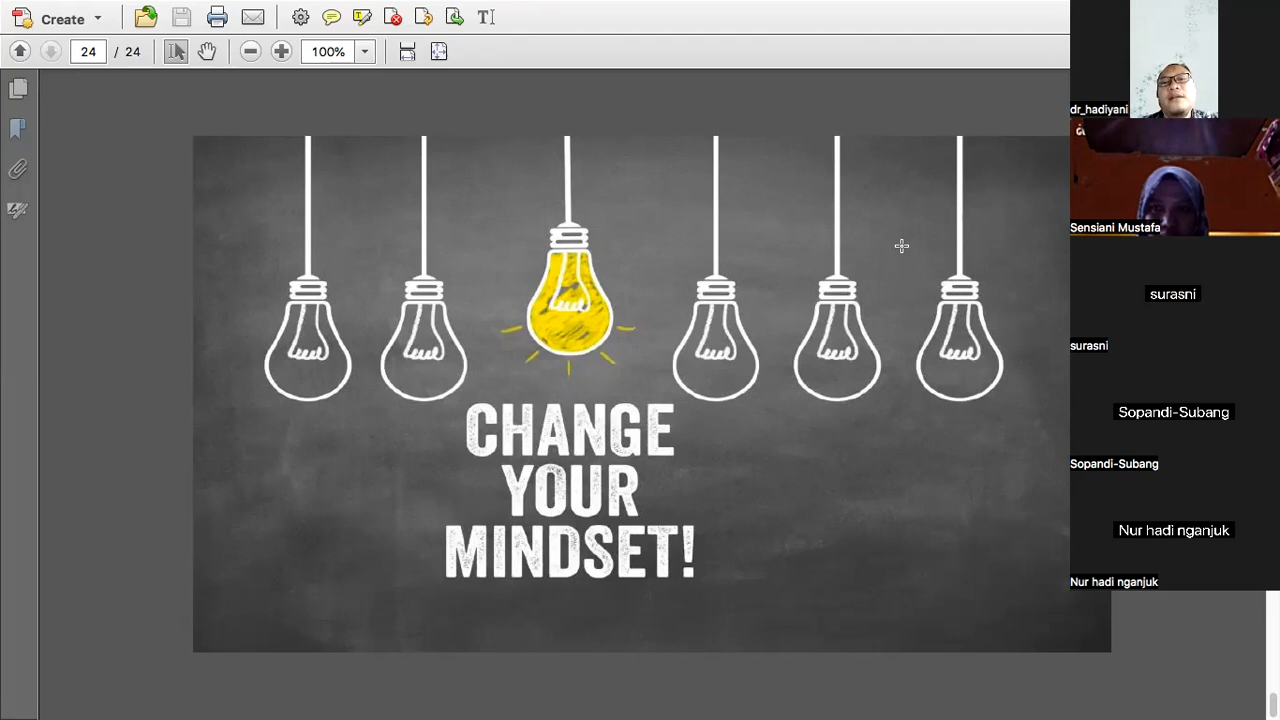 Create
24 / 24
100%
CHANGE
YOUR
MINDSET!
dr_hadiyani
Sensiani Mustafa
surasni
surasni
Sopandi-Subang
Sopandi-Subang
Nur hadi nganjuk
Nur hadi nganjuk